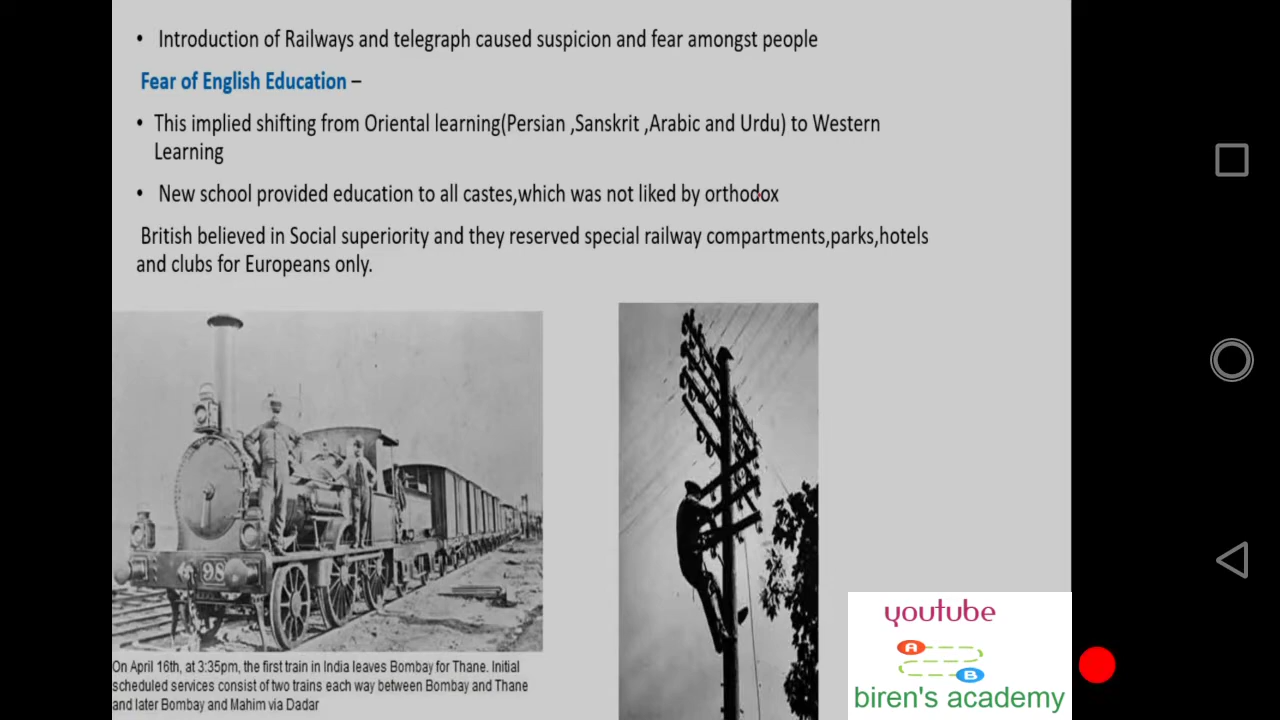 • Introduction of Railways and telegraph caused suspicion and fear amongst people
Fear of English Education –
• This implied shifting from Oriental learning(Persian ,Sanskrit ,Arabic and Urdu) to Western
Learning
• New school provided education to all castes,which was not liked by orthodox
British believed in Social superiority and they reserved special railway compartments,parks,hotels
and clubs for Europeans only.
98
On April 16th, at 3:35pm, the first train in India leaves Bombay for Thane. Initial
scheduled services consist of two trains each way between Bombay and Thane
and later Bombay and Mahim via Dadar
youtube
A
B
biren's academy